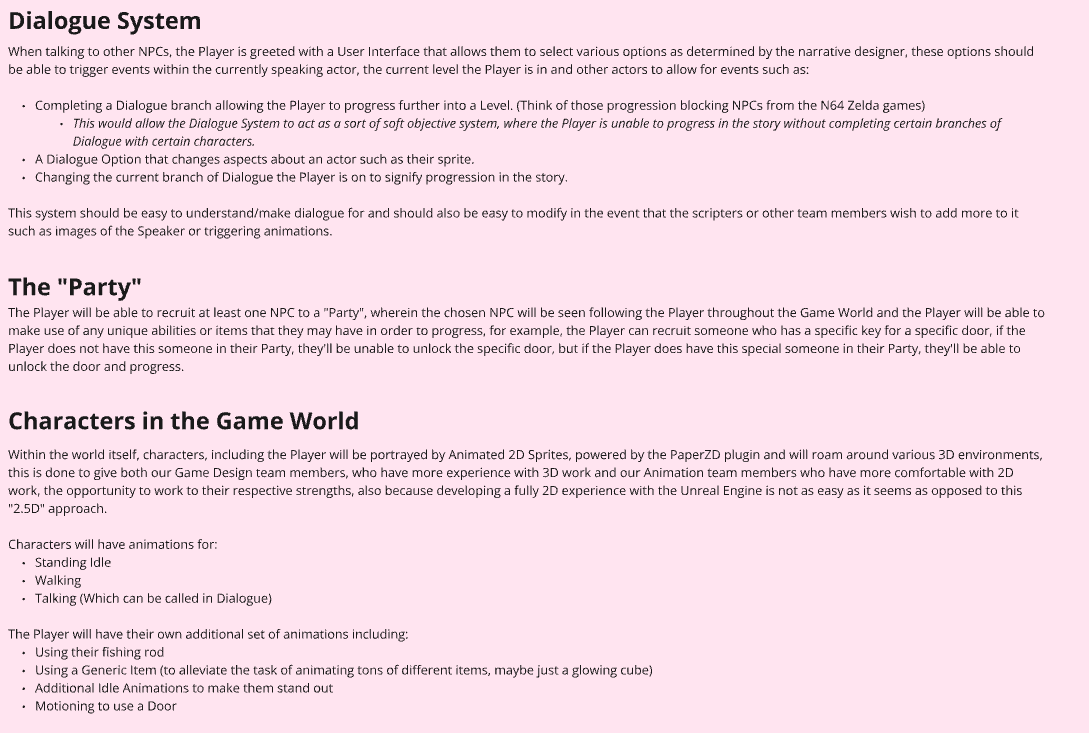 Dialogue System
When talking to other NPCs, the Player is greeted with a User Interface that allows them to select various options as determined by the narrative designer, these options should
be able to trigger events within the currently speaking actor, the current level the Player is in and other actors to allow for events such as:
• Completing a Dialogue branch allowing the Player to progress further into a Level. (Think of those progression blocking NPCs from the N64 Zelda games)
• This would allow the Dialogue System to act as a sort of soft objective system, where the Player is unable to progress in the story without completing certain branches of
Dialogue with certain characters.
• A Dialogue Option that changes aspects about an actor such as their sprite.
• Changing the current branch of Dialogue the Player is on to signify progression in the story.
This system should be easy to understand/make dialogue for and should also be easy to modify in the event that the scripters or other team members wish to add more to it
such as images of the Speaker or triggering animations.
The "Party"
The Player will be able to recruit at least one NPC to a "Party", wherein the chosen NPC will be seen following the Player throughout the Game World and the Player will be able to
make use of any unique abilities or items that they may have in order to progress, for example, the Player can recruit someone who has a specific key for a specific door, if the
Player does not have this someone in their Party, they'll be unable to unlock the specific door, but if the Player does have this special someone in their Party, they'll be able to
unlock the door and progress.
Characters in the Game World
Within the world itself, characters, including the Player will be portrayed by Animated 2D Sprites, powered by the PaperZD plugin and will roam around various 3D environments,
this is done to give both our Game Design team members, who have more experience with 3D work and our Animation team members who have more comfortable with 2D
work, the opportunity to work to their respective strengths, also because developing a fully 2D experience with the Unreal Engine is not as easy as it seems as opposed to this
"2.5D" approach.
Characters will have animations for:
• Standing Idle
• Walking
• Talking (Which can be called in Dialogue)
The Player will have their own additional set of animations including:
• Using their fishing rod
• Using a Generic Item (to alleviate the task of animating tons of different items, maybe just a glowing cube)
• Additional Idle Animations to make them stand out
• Motioning to use a Door